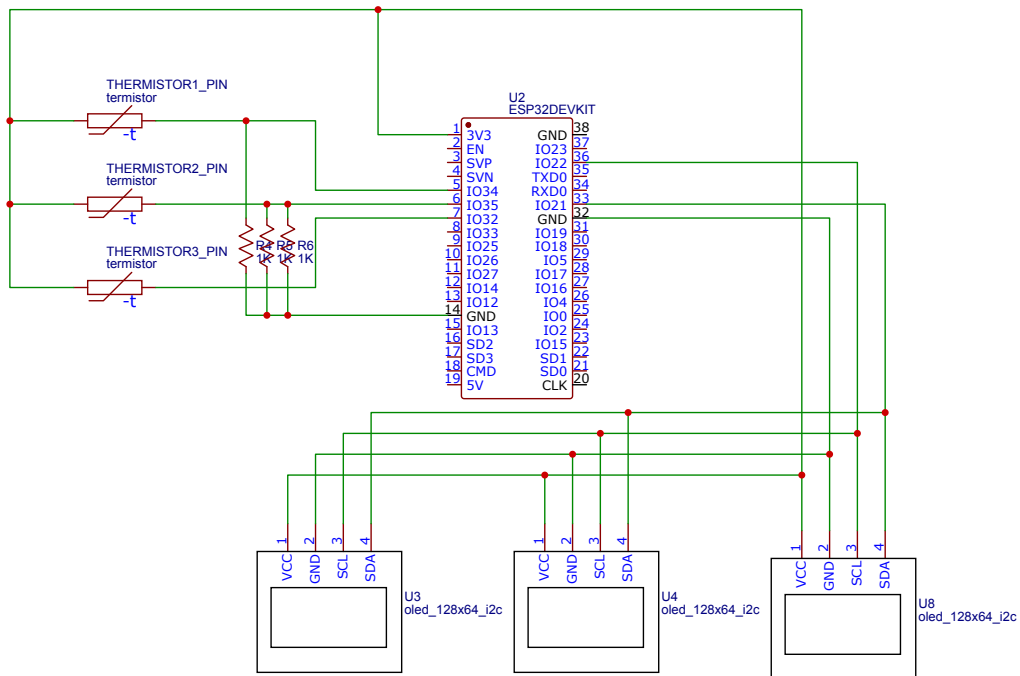 THERMISTOR1_PIN
termistor
-t
THERMISTOR2_PIN
termistor
-t
THERMISTOR3_PIN
termistor
-t
R4
1K
R5
1K
R6
1K
U2
ESP32DEVKIT
1 3V3
2 EN
3 SVP
4 SVN
5 IO34
6 IO35
7 IO32
8 IO33
9 IO25
10 IO26
11 IO27
12 IO14
13 IO12
14 GND
15 IO13
16 SD2
17 SD3
18 CMD
19 5V
GND 38
IO23 37
IO22 36
TXD0 35
RXD0 34
IO21 33
GND 32
IO19 31
IO18 30
IO5 29
IO17 28
IO16 27
IO4 26
IO0 25
IO2 24
IO15 23
SD1 22
SD0 21
CLK 20
1 2 3 4
VCC GND SCL SDA
U3
oled_128x64_i2c
1 2 3 4
VCC GND SCL SDA
U4
oled_128x64_i2c
1 2 3 4
VCC GND SCL SDA
U8
oled_128x64_i2c